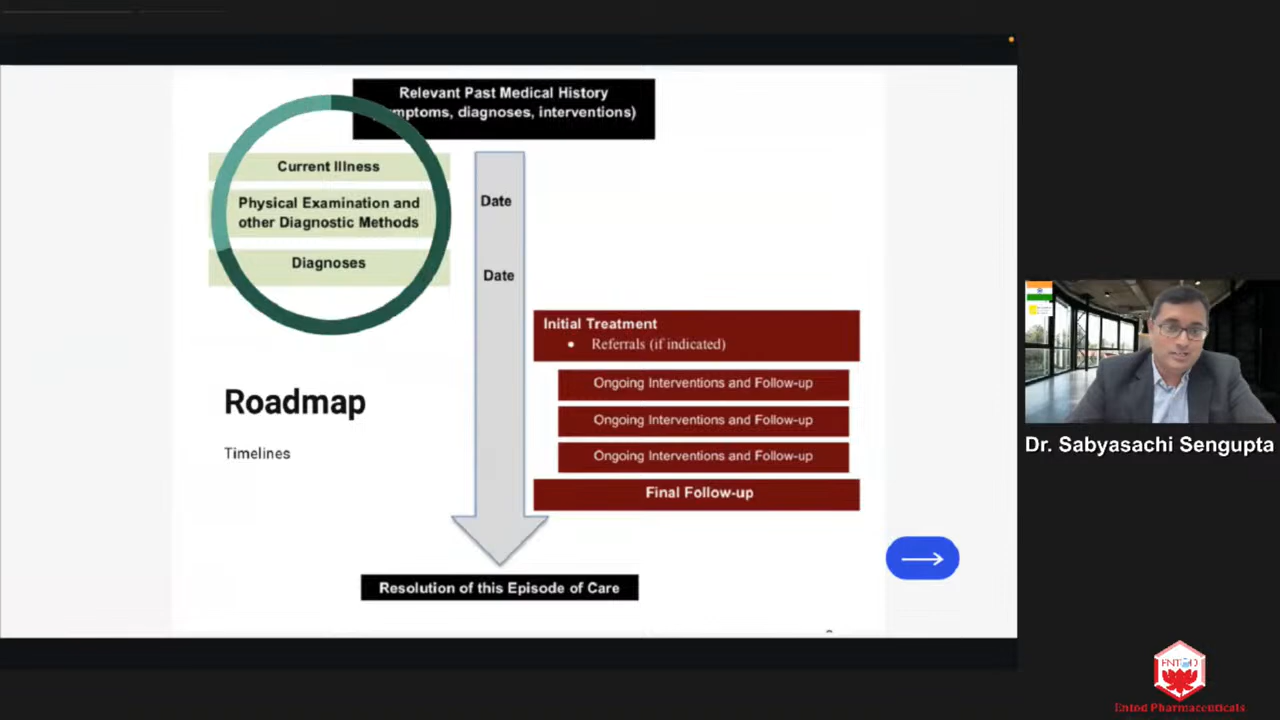 Relevant Past Medical History
mptoms, diagnoses, interventions)
Current Illness
Physical Examination and
other Diagnostic Methods
Diagnoses
Date
Date
Initial Treatment
• Referrals (if indicated)
Ongoing Interventions and Follow-up
Ongoing Interventions and Follow-up
Ongoing Interventions and Follow-up
Final Follow-up
Roadmap
Timelines
Resolution of this Episode of Care
Dr. Sabyasachi Sengupta
ENTOD
Entod Pharmaceuticals